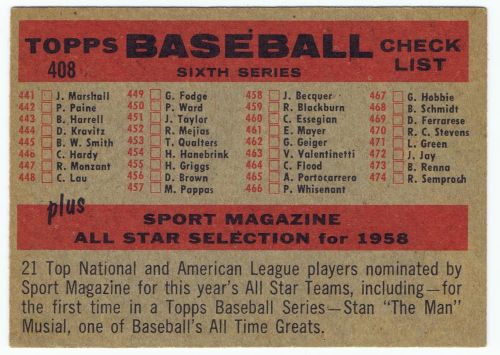 TOPPS BASEBALL CHECK LIST
408 SIXTH SERIES
441 J. Marshall
442 P. Paine
443 B. Harrell
444 D. Kravitz
445 B. W. Smith
446 C. Hardy
447 R. Monzant
448 C. Lau
449 G. Fodge
450 P. Ward
451 J. Taylor
452 R. Mejias
453 T. Qualters
454 H. Hanebrink
455 H. Griggs
456 D. Brown
457 M. Pappas
458 J. Becquer
459 R. Blackburn
460 C. Essegian
461 E. Mayer
462 G. Geiger
463 V. Valentinetti
464 C. Flood
465 A. Portocarrero
466 P. Whisenant
467 G. Hobbie
468 B. Schmidt
469 D. Ferrarese
470 R. C. Stevens
471 L. Green
472 J. Jay
473 B. Renna
474 R. Semproch
plus
SPORT MAGAZINE
ALL STAR SELECTION for 1958
21 Top National and American League players nominated by
Sport Magazine for this year's All Star Teams, including—for
the first time in a Topps Baseball Series—Stan "The Man"
Musial, one of Baseball's All Time Greats.